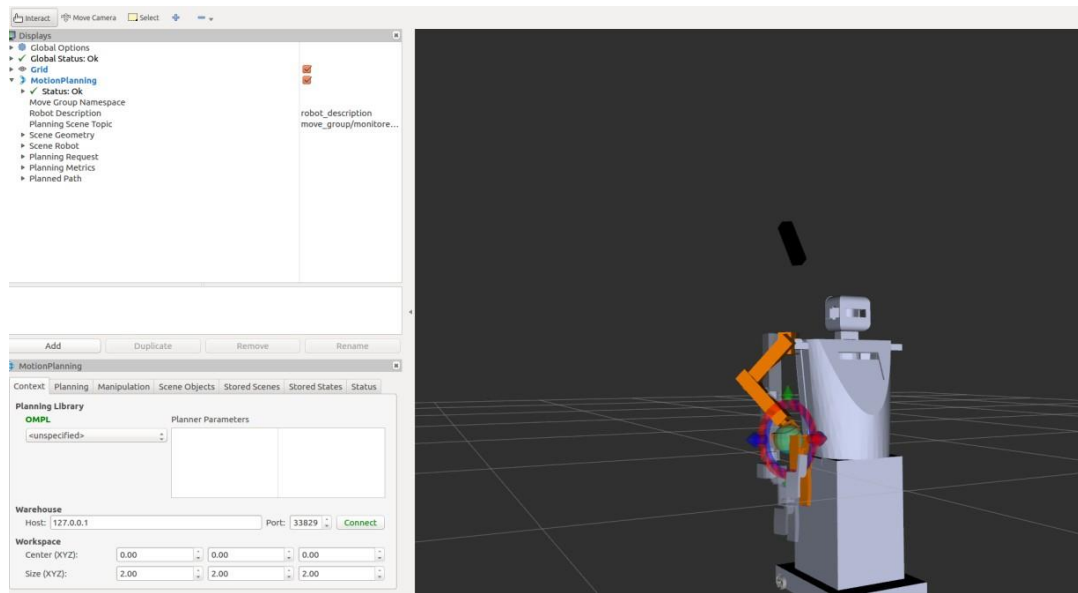 Interact Move Camera Select
Displays
Global Options
Global Status: Ok
Grid
MotionPlanning
Status: Ok
Move Group Namespace
Robot Description robot_description
Planning Scene Topic move_group/monitore...
Scene Geometry
Scene Robot
Planning Request
Planning Metrics
Planned Path
Add Duplicate Remove Rename
MotionPlanning
Context Planning Manipulation Scene Objects Stored Scenes Stored States Status
Planning Library
OMPL Planner Parameters
<unspecified>
Warehouse
Host: 127.0.0.1 Port: 33829 Connect
Workspace
Center (XYZ): 0.00 0.00 0.00
Size (XYZ): 2.00 2.00 2.00